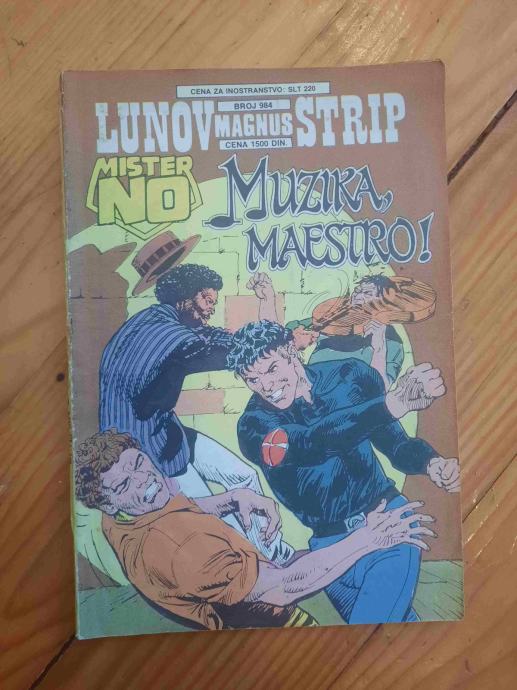 CENA ZA INOSTRANSTVO: SLT 220
BROJ 984
LUNOV MAGNUS STRIP
CENA 1500 DIN.
MISTER
NO
MUZIKA,
MAESTRO!